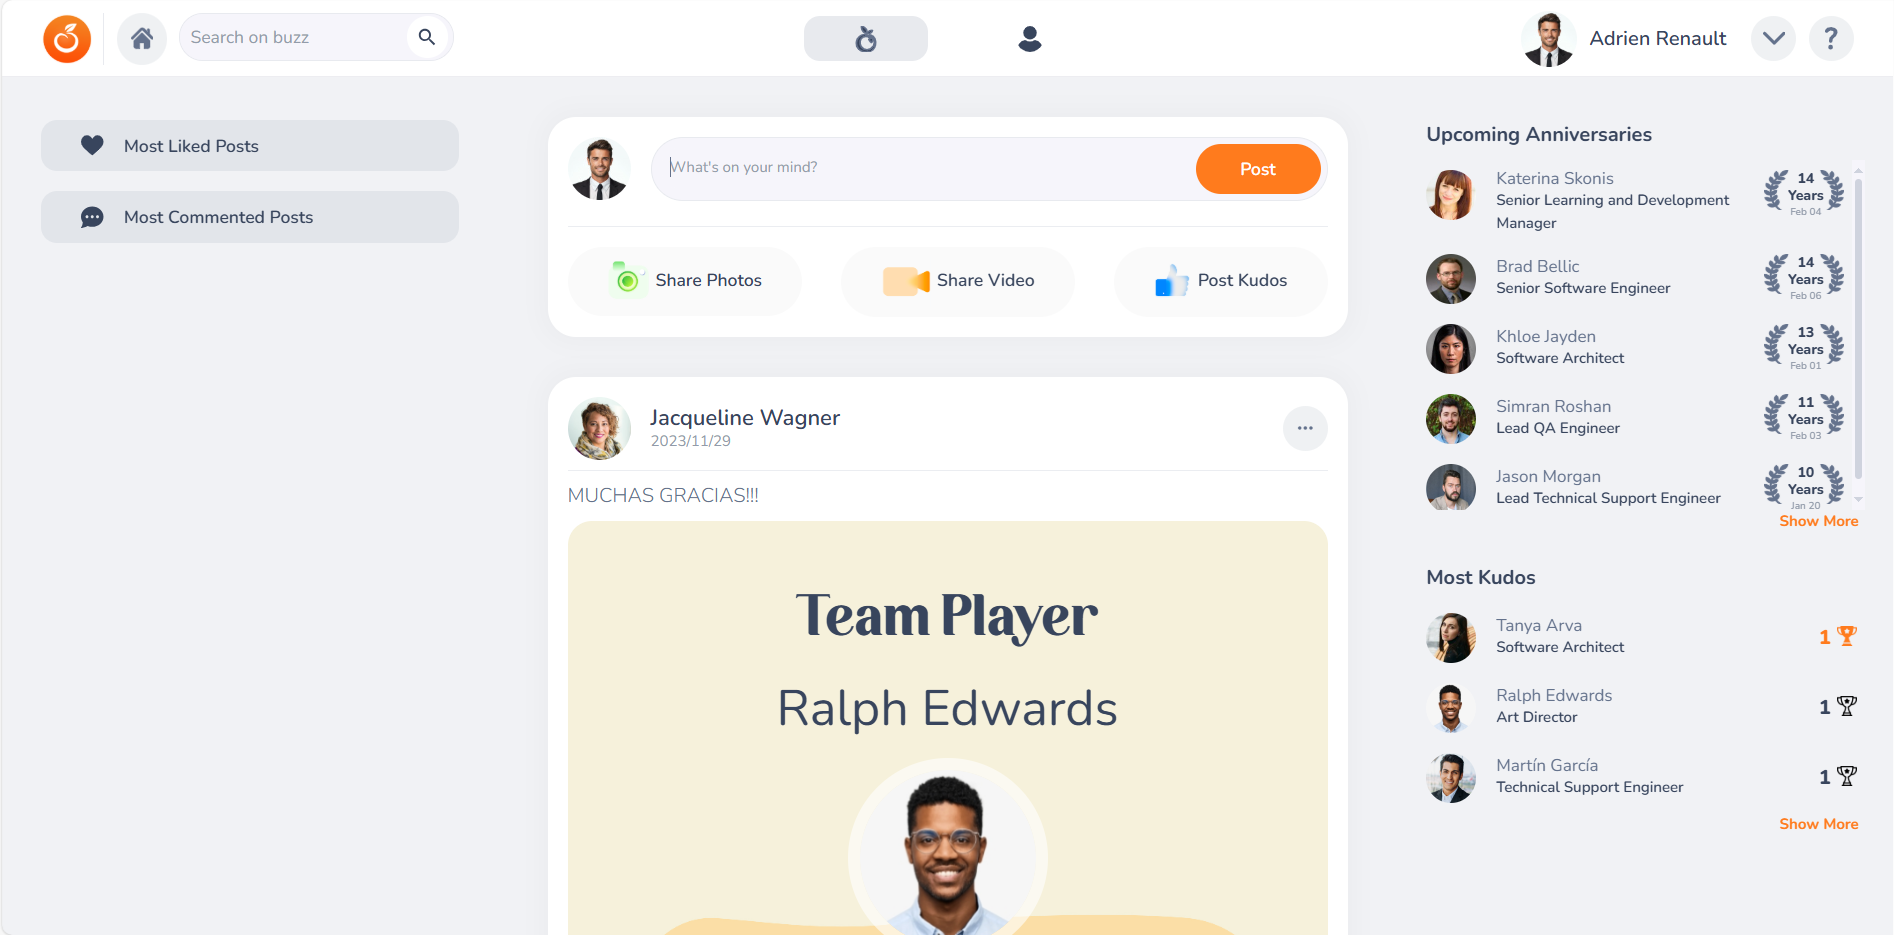 Search on buzz
Adrien Renault
?
Most Liked Posts
Most Commented Posts
What's on your mind?
Post
Share Photos
Share Video
Post Kudos
Jacqueline Wagner
2023/11/29
MUCHAS GRACIAS!!!
Team Player
Ralph Edwards
Upcoming Anniversaries
Katerina Skonis
Senior Learning and Development
Manager
14
Years
Feb 04
Brad Bellic
Senior Software Engineer
14
Years
Feb 06
Khloe Jayden
Software Architect
13
Years
Feb 01
Simran Roshan
Lead QA Engineer
11
Years
Feb 03
Jason Morgan
Lead Technical Support Engineer
10
Years
Jan 20
Show More
Most Kudos
Tanya Arva
Software Architect
1
Ralph Edwards
Art Director
1
Martín García
Technical Support Engineer
1
Show More